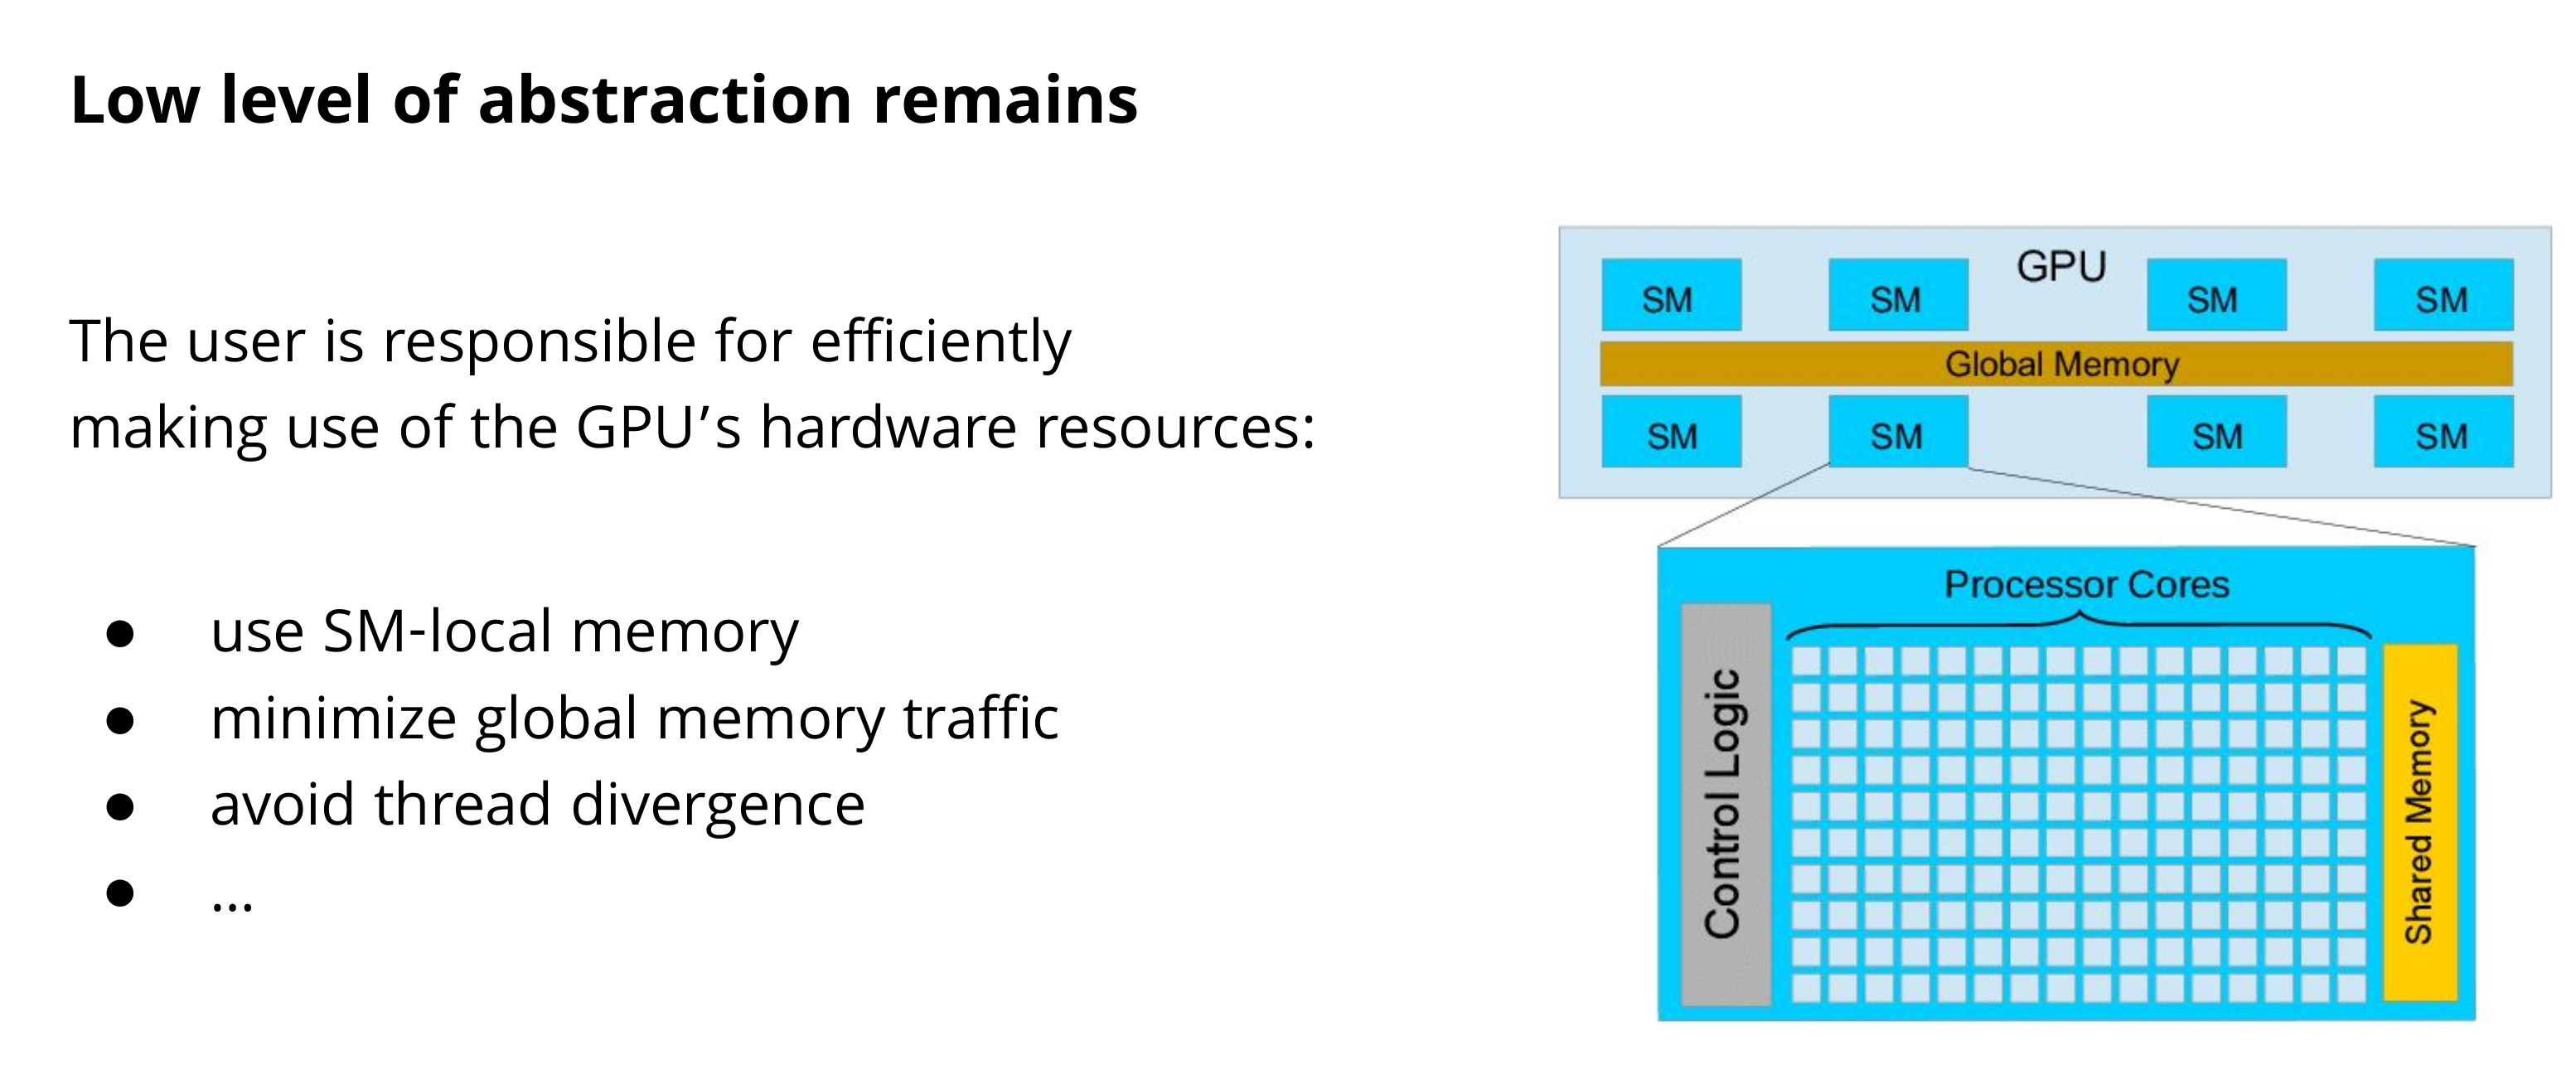 Low level of abstraction remains
The user is responsible for efficiently
making use of the GPU’s hardware resources:
● use SM-local memory
● minimize global memory traffic
● avoid thread divergence
● ...
GPU
SM SM SM SM
Global Memory
SM SM SM SM
Processor Cores
Control Logic
Shared Memory